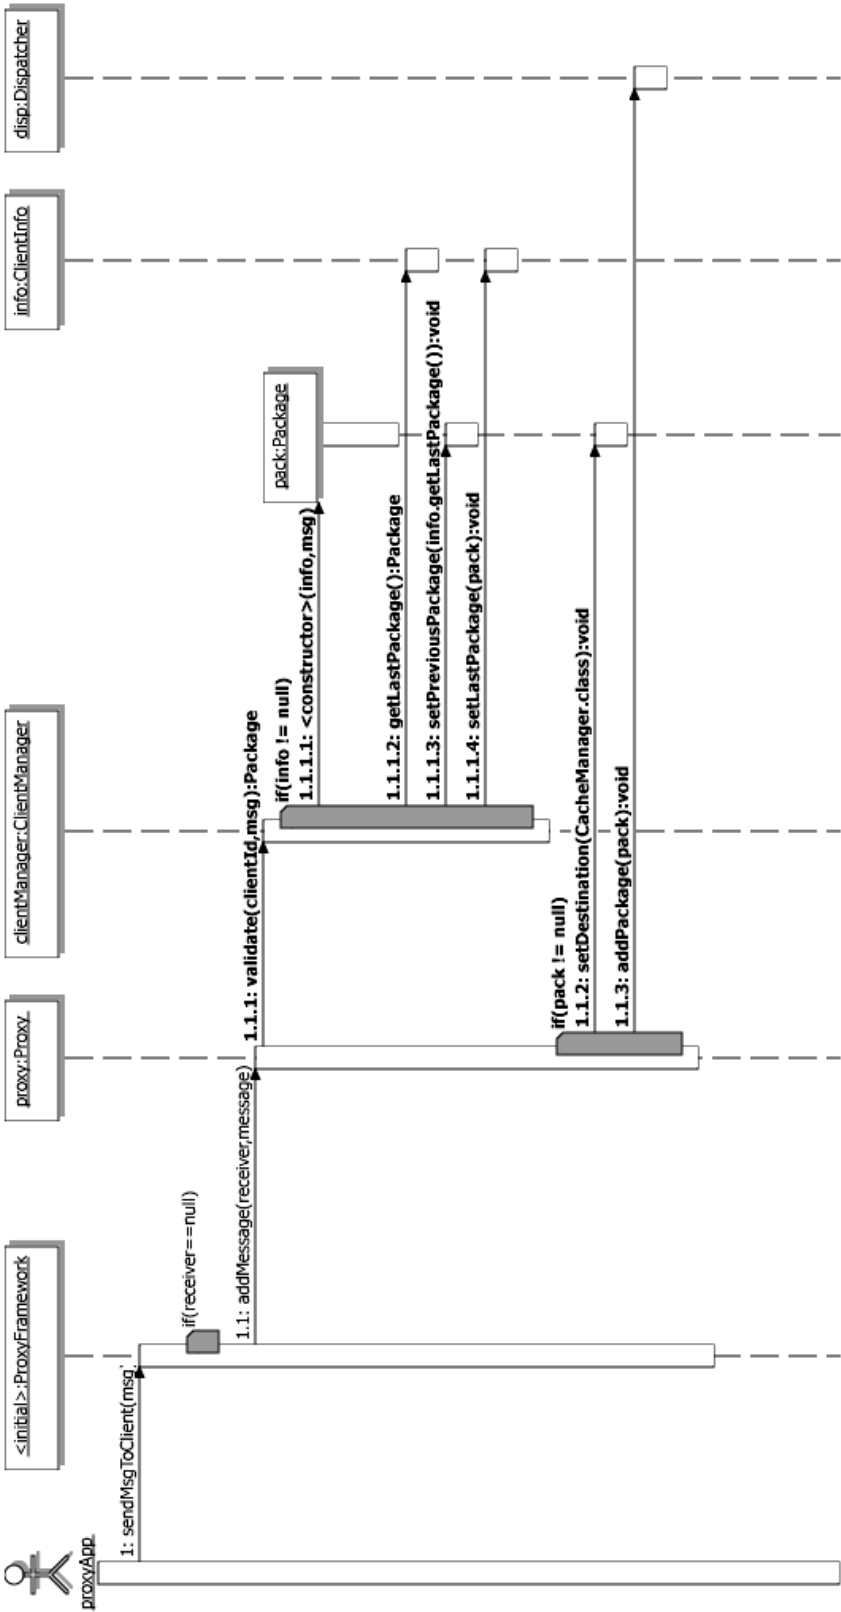 proxyApp
<initial>:ProxyFramework
proxy:Proxy
clientManager:ClientManager
info:ClientInfo
disp:Dispatcher
1: sendMsgToClient(msg)
if(receiver==null)
1.1: addMessage(receiver,message)
1.1.1: validate(clientId,msg):Package
if(info != null)
pack:Package
1.1.1.1: <constructor>(info,msg)
1.1.1.2: getLastPackage():Package
1.1.1.3: setPreviousPackage(info.getLastPackage()):void
1.1.1.4: setLastPackage(pack):void
if(pack != null)
1.1.2: setDestination(CacheManager.class):void
1.1.3: addPackage(pack):void